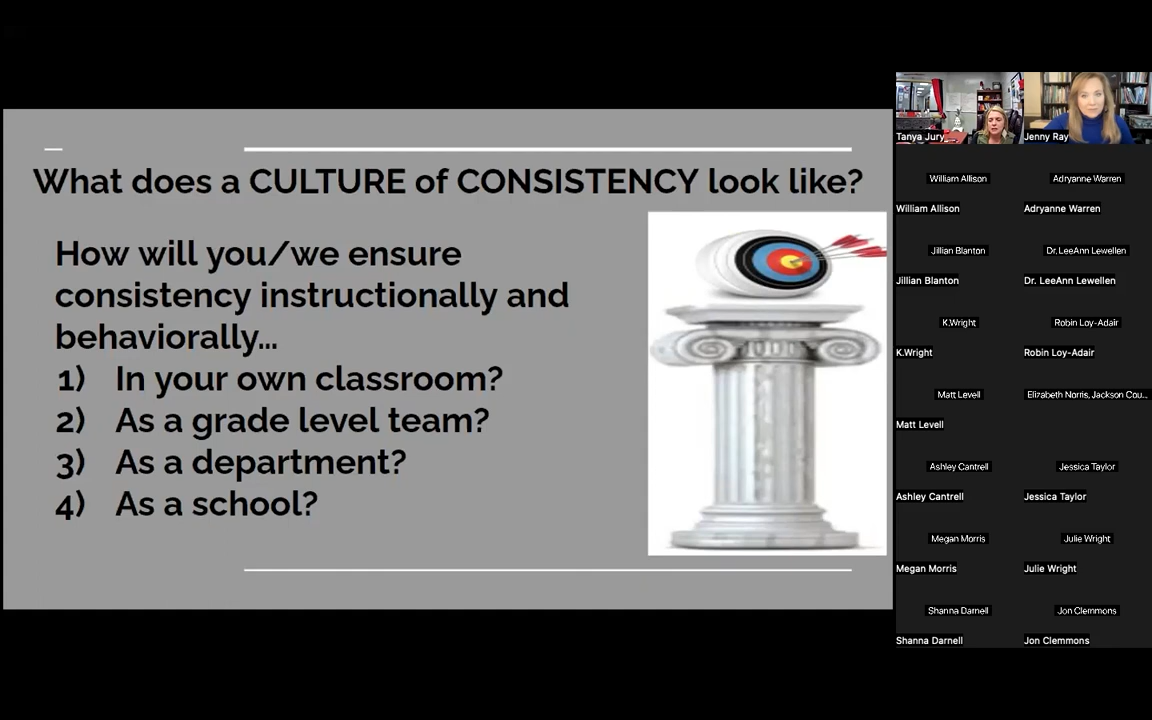 What does a CULTURE of CONSISTENCY look like?
How will you/we ensure
consistency instructionally and
behaviorally...
1) In your own classroom?
2) As a grade level team?
3) As a department?
4) As a school?
Tanya Jury
Jenny Ray
William Allison
Adryanne Warren
William Allison
Adryanne Warren
Jillian Blanton
Dr. LeeAnn Lewellen
Jillian Blanton
Dr. LeeAnn Lewellen
K.Wright
Robin Loy-Adair
K.Wright
Robin Loy-Adair
Matt Levell
Elizabeth Norris, Jackson Cou...
Matt Levell
Ashley Cantrell
Jessica Taylor
Ashley Cantrell
Jessica Taylor
Megan Morris
Julie Wright
Megan Morris
Julie Wright
Shanna Darnell
Jon Clemmons
Shanna Darnell
Jon Clemmons